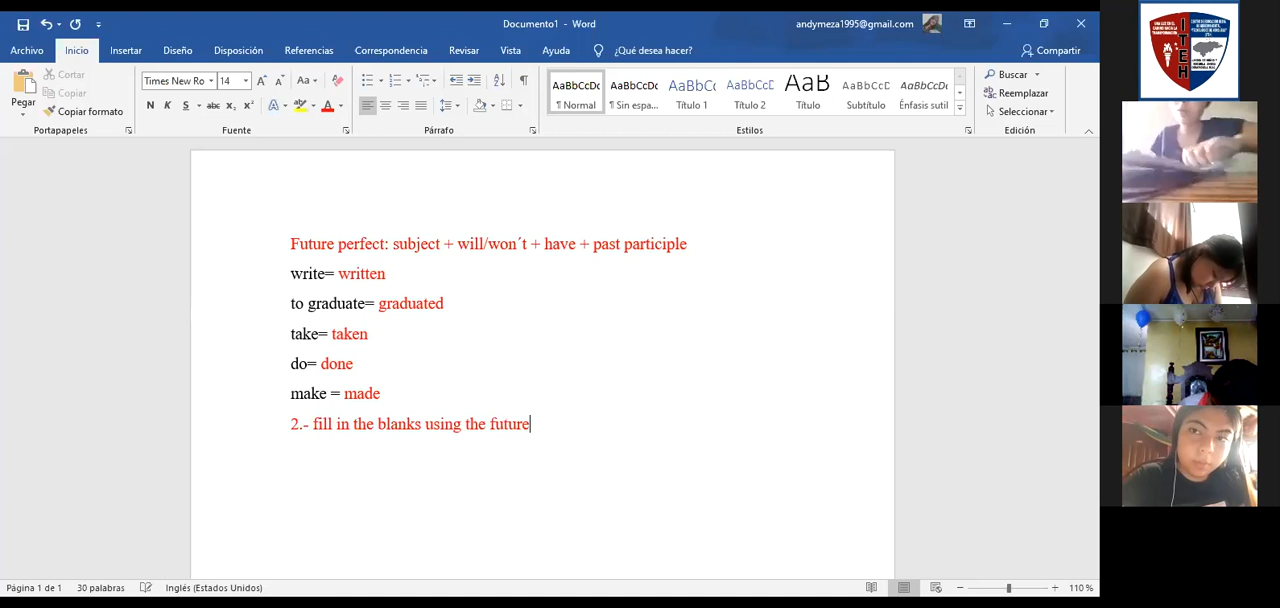 Documento1 - Word
andymeza1995@gmail.com
Archivo Inicio Insertar Diseño Disposición Referencias Correspondencia Revisar Vista Ayuda ¿Qué desea hacer? Compartir
Pegar
Cortar
Copiar
Copiar formato
Portapapeles
Times New Ro 14
Fuente
Párrafo
AaBbCcDc AaBbCcDc AaBbC AaBbCcD AaB AaBbCcD AaBbCcDc
¶ Normal ¶ Sin espa... Título 1 Título 2 Título Subtítulo Énfasis sutil
Estilos
Buscar
Reemplazar
Seleccionar
Edición
Future perfect: subject + will/won´t + have + past participle
write= written
to graduate= graduated
take= taken
do= done
make = made
2.- fill in the blanks using the future
Página 1 de 1 30 palabras Inglés (Estados Unidos) 110 %
ITEH